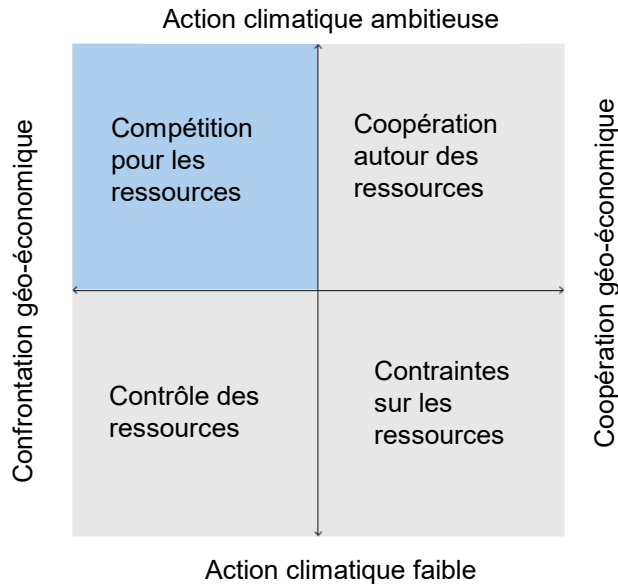 Action climatique ambitieuse
Confrontation géo-économique
Compétition
pour les
ressources
Coopération
autour des
ressources
Coopération géo-économique
Contrôle des
ressources
Contraintes
sur les
ressources
Action climatique faible